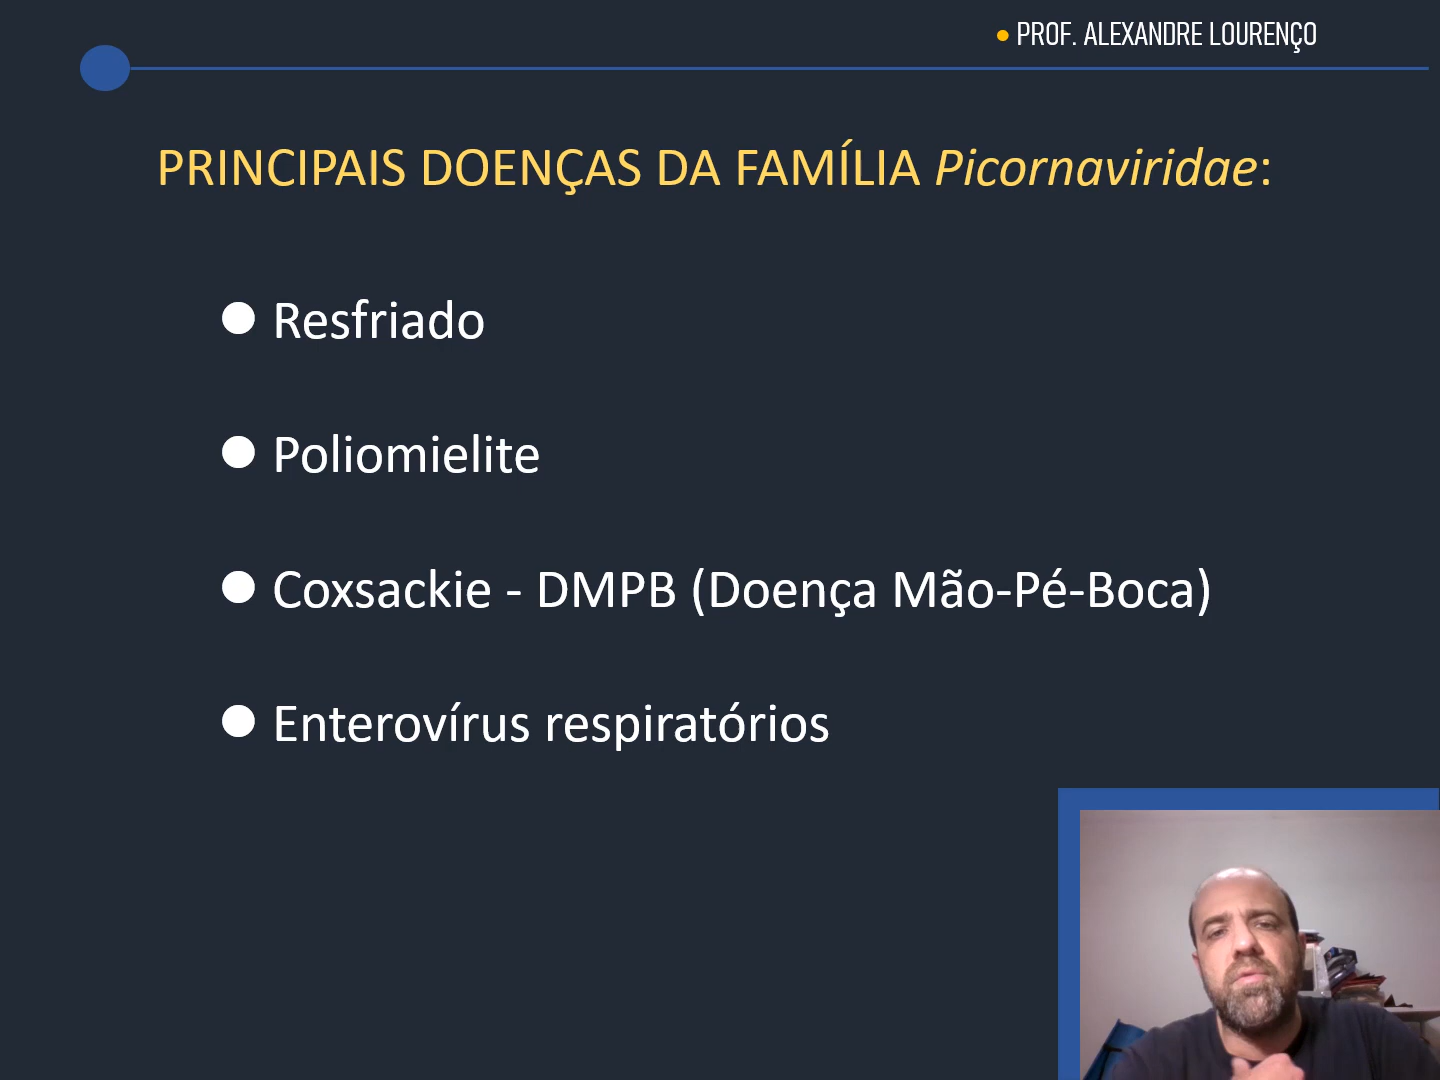 • PROF. ALEXANDRE LOURENÇO
PRINCIPAIS DOENÇAS DA FAMÍLIA Picornaviridae:
● Resfriado
● Poliomielite
● Coxsackie - DMPB (Doença Mão-Pé-Boca)
● Enterovírus respiratórios